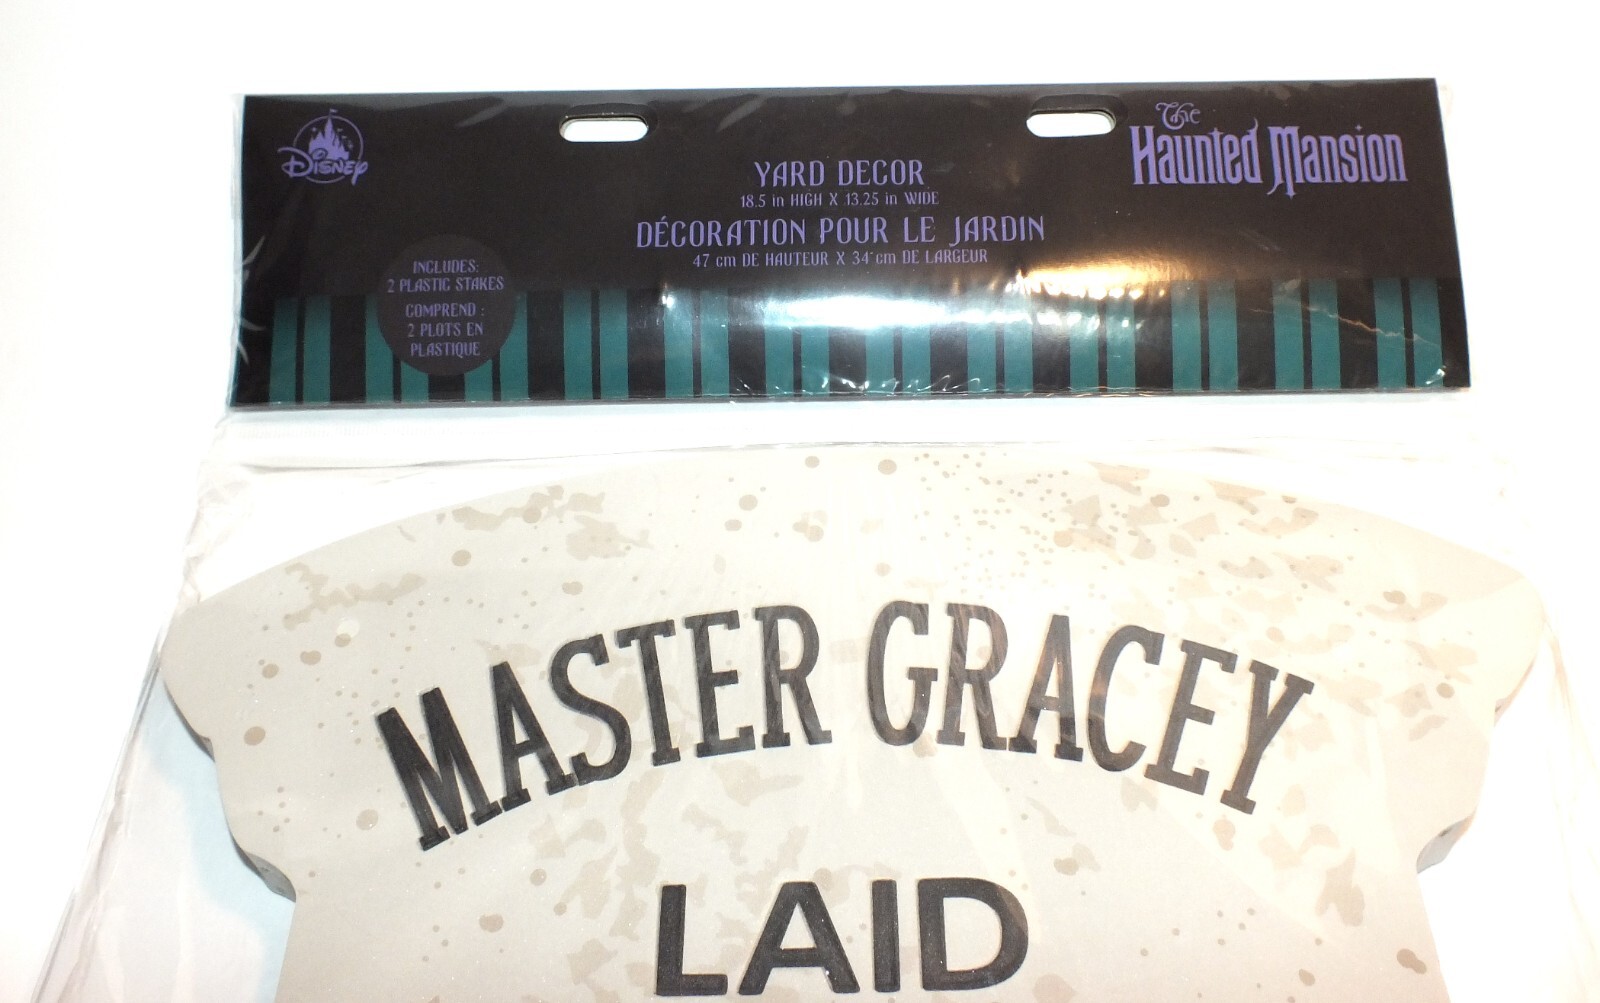 Disney
The
Haunted Mansion
YARD DECOR
18.5 in HIGH X 13.25 in WIDE
DÉCORATION POUR LE JARDIN
47 cm DE HAUTEUR X 34 cm DE LARGEUR
INCLUDES:
2 PLASTIC STAKES
COMPREND :
2 PLOTS EN
PLASTIQUE
MASTER GRACEY
LAID